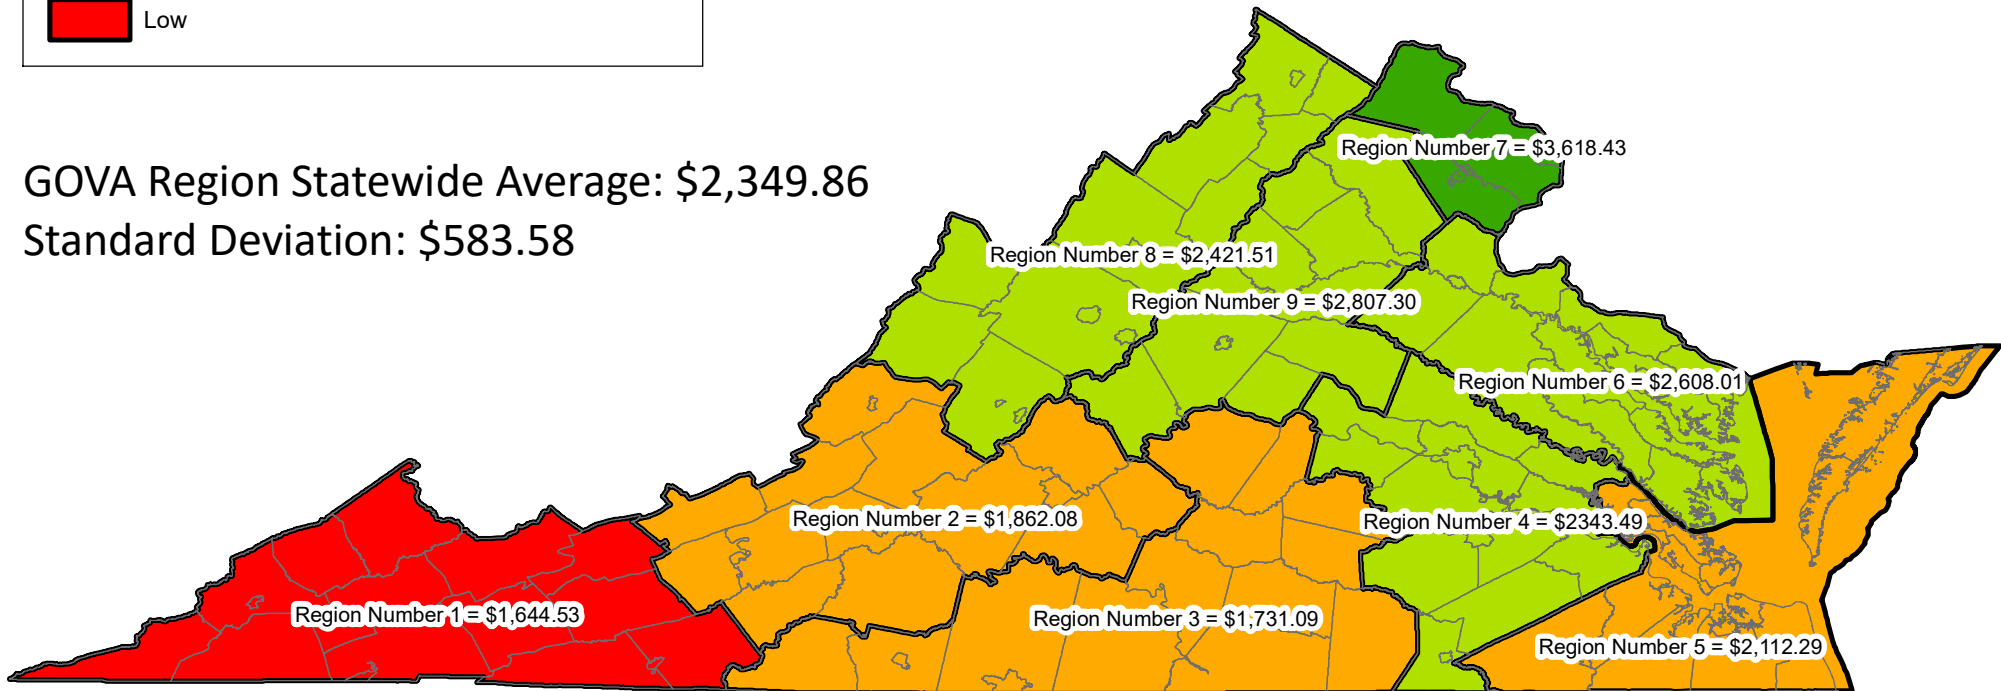 Low
GOVA Region Statewide Average: $2,349.86
Standard Deviation: $583.58
Region Number 7 = $3,618.43
Region Number 8 = $2,421.51
Region Number 9 = $2,807.30
Region Number 6 = $2,608.01
Region Number 2 = $1,862.08
Region Number 4 = $2343.49
Region Number 1 = $1,644.53
Region Number 3 = $1,731.09
Region Number 5 = $2,112.29